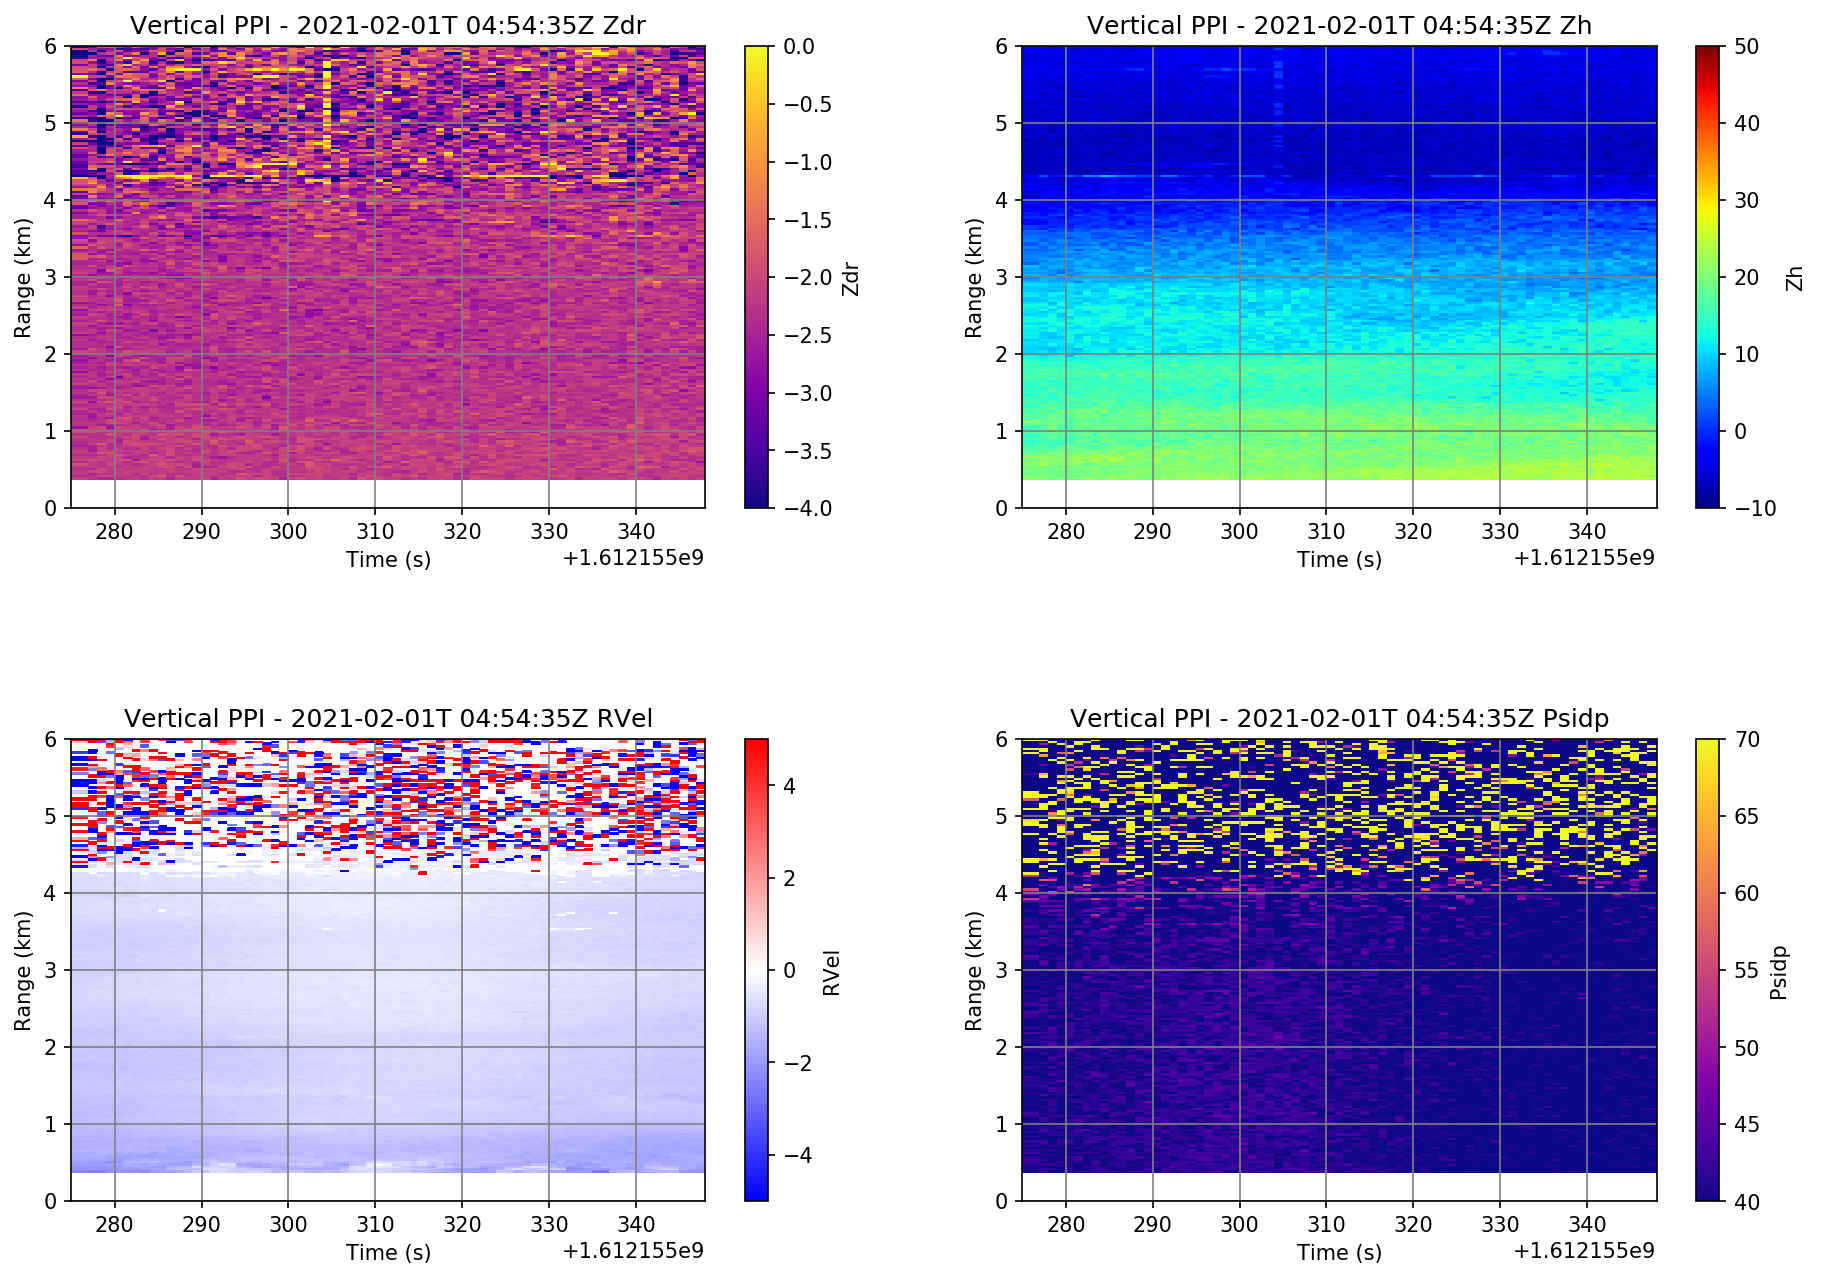 Vertical PPI - 2021-02-01T 04:54:35Z Zdr
6
5
4
3
2
1
0
Range (km)
280 290 300 310 320 330 340
Time (s)
+1.612155e9
0.0
−0.5
−1.0
−1.5
−2.0
−2.5
−3.0
−3.5
−4.0
Zdr
Vertical PPI - 2021-02-01T 04:54:35Z Zh
6
5
4
3
2
1
0
Range (km)
280 290 300 310 320 330 340
Time (s)
+1.612155e9
50
40
30
20
10
0
−10
Zh
Vertical PPI - 2021-02-01T 04:54:35Z RVel
6
5
4
3
2
1
0
Range (km)
280 290 300 310 320 330 340
Time (s)
+1.612155e9
4
2
0
−2
−4
RVel
Vertical PPI - 2021-02-01T 04:54:35Z Psidp
6
5
4
3
2
1
0
Range (km)
280 290 300 310 320 330 340
Time (s)
+1.612155e9
70
65
60
55
50
45
40
Psidp